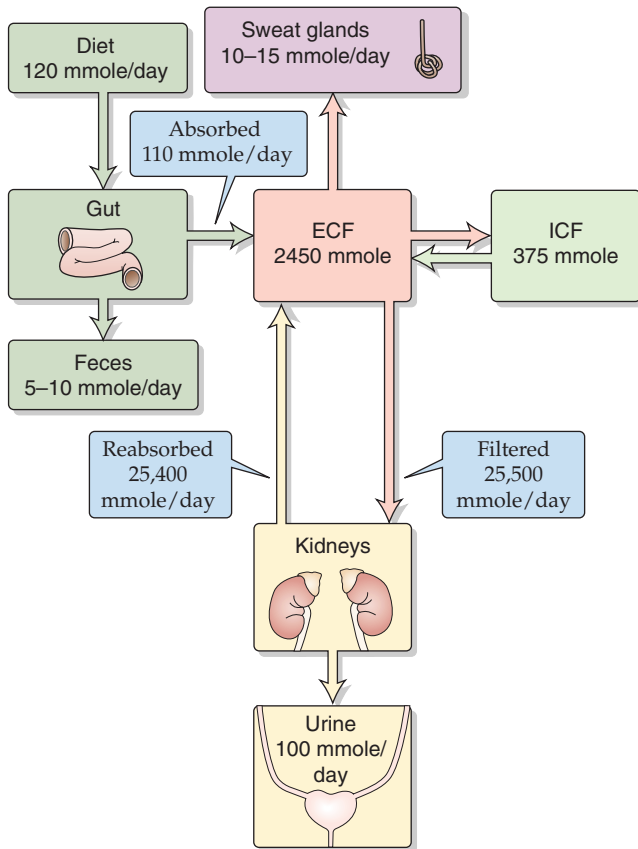 Diet
120 mmole/day
Sweat glands
10–15 mmole/day
Absorbed
110 mmole/day
Gut
ECF
2450 mmole
ICF
375 mmole
Feces
5–10 mmole/day
Reabsorbed
25,400
mmole/day
Filtered
25,500
mmole/day
Kidneys
Urine
100 mmole/
day